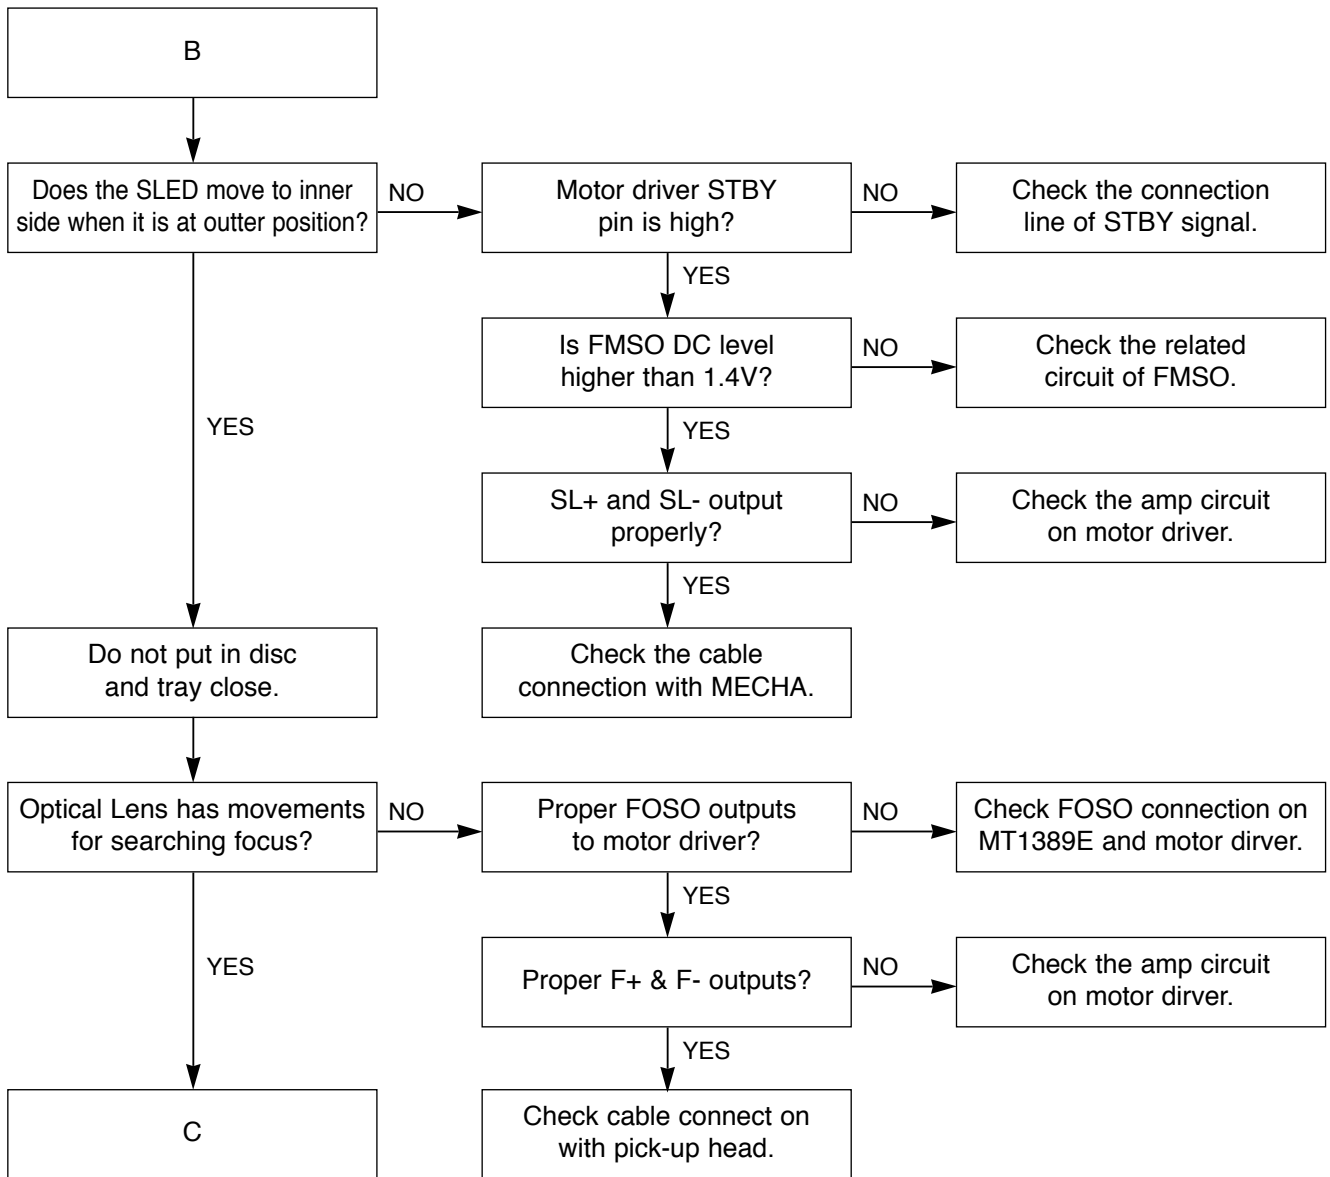 B
Does the SLED move to inner
side when it is at outter position?
NO
Motor driver STBY
pin is high?
NO
Check the connection
line of STBY signal.
YES
Is FMSO DC level
higher than 1.4V?
NO
Check the related
circuit of FMSO.
YES
YES
SL+ and SL- output
properly?
NO
Check the amp circuit
on motor driver.
YES
Do not put in disc
and tray close.
Check the cable
connection with MECHA.
Optical Lens has movements
for searching focus?
NO
Proper FOSO outputs
to motor driver?
NO
Check FOSO connection on
MT1389E and motor dirver.
YES
YES
Proper F+ & F- outputs?
NO
Check the amp circuit
on motor dirver.
YES
C
Check cable connect on
with pick-up head.